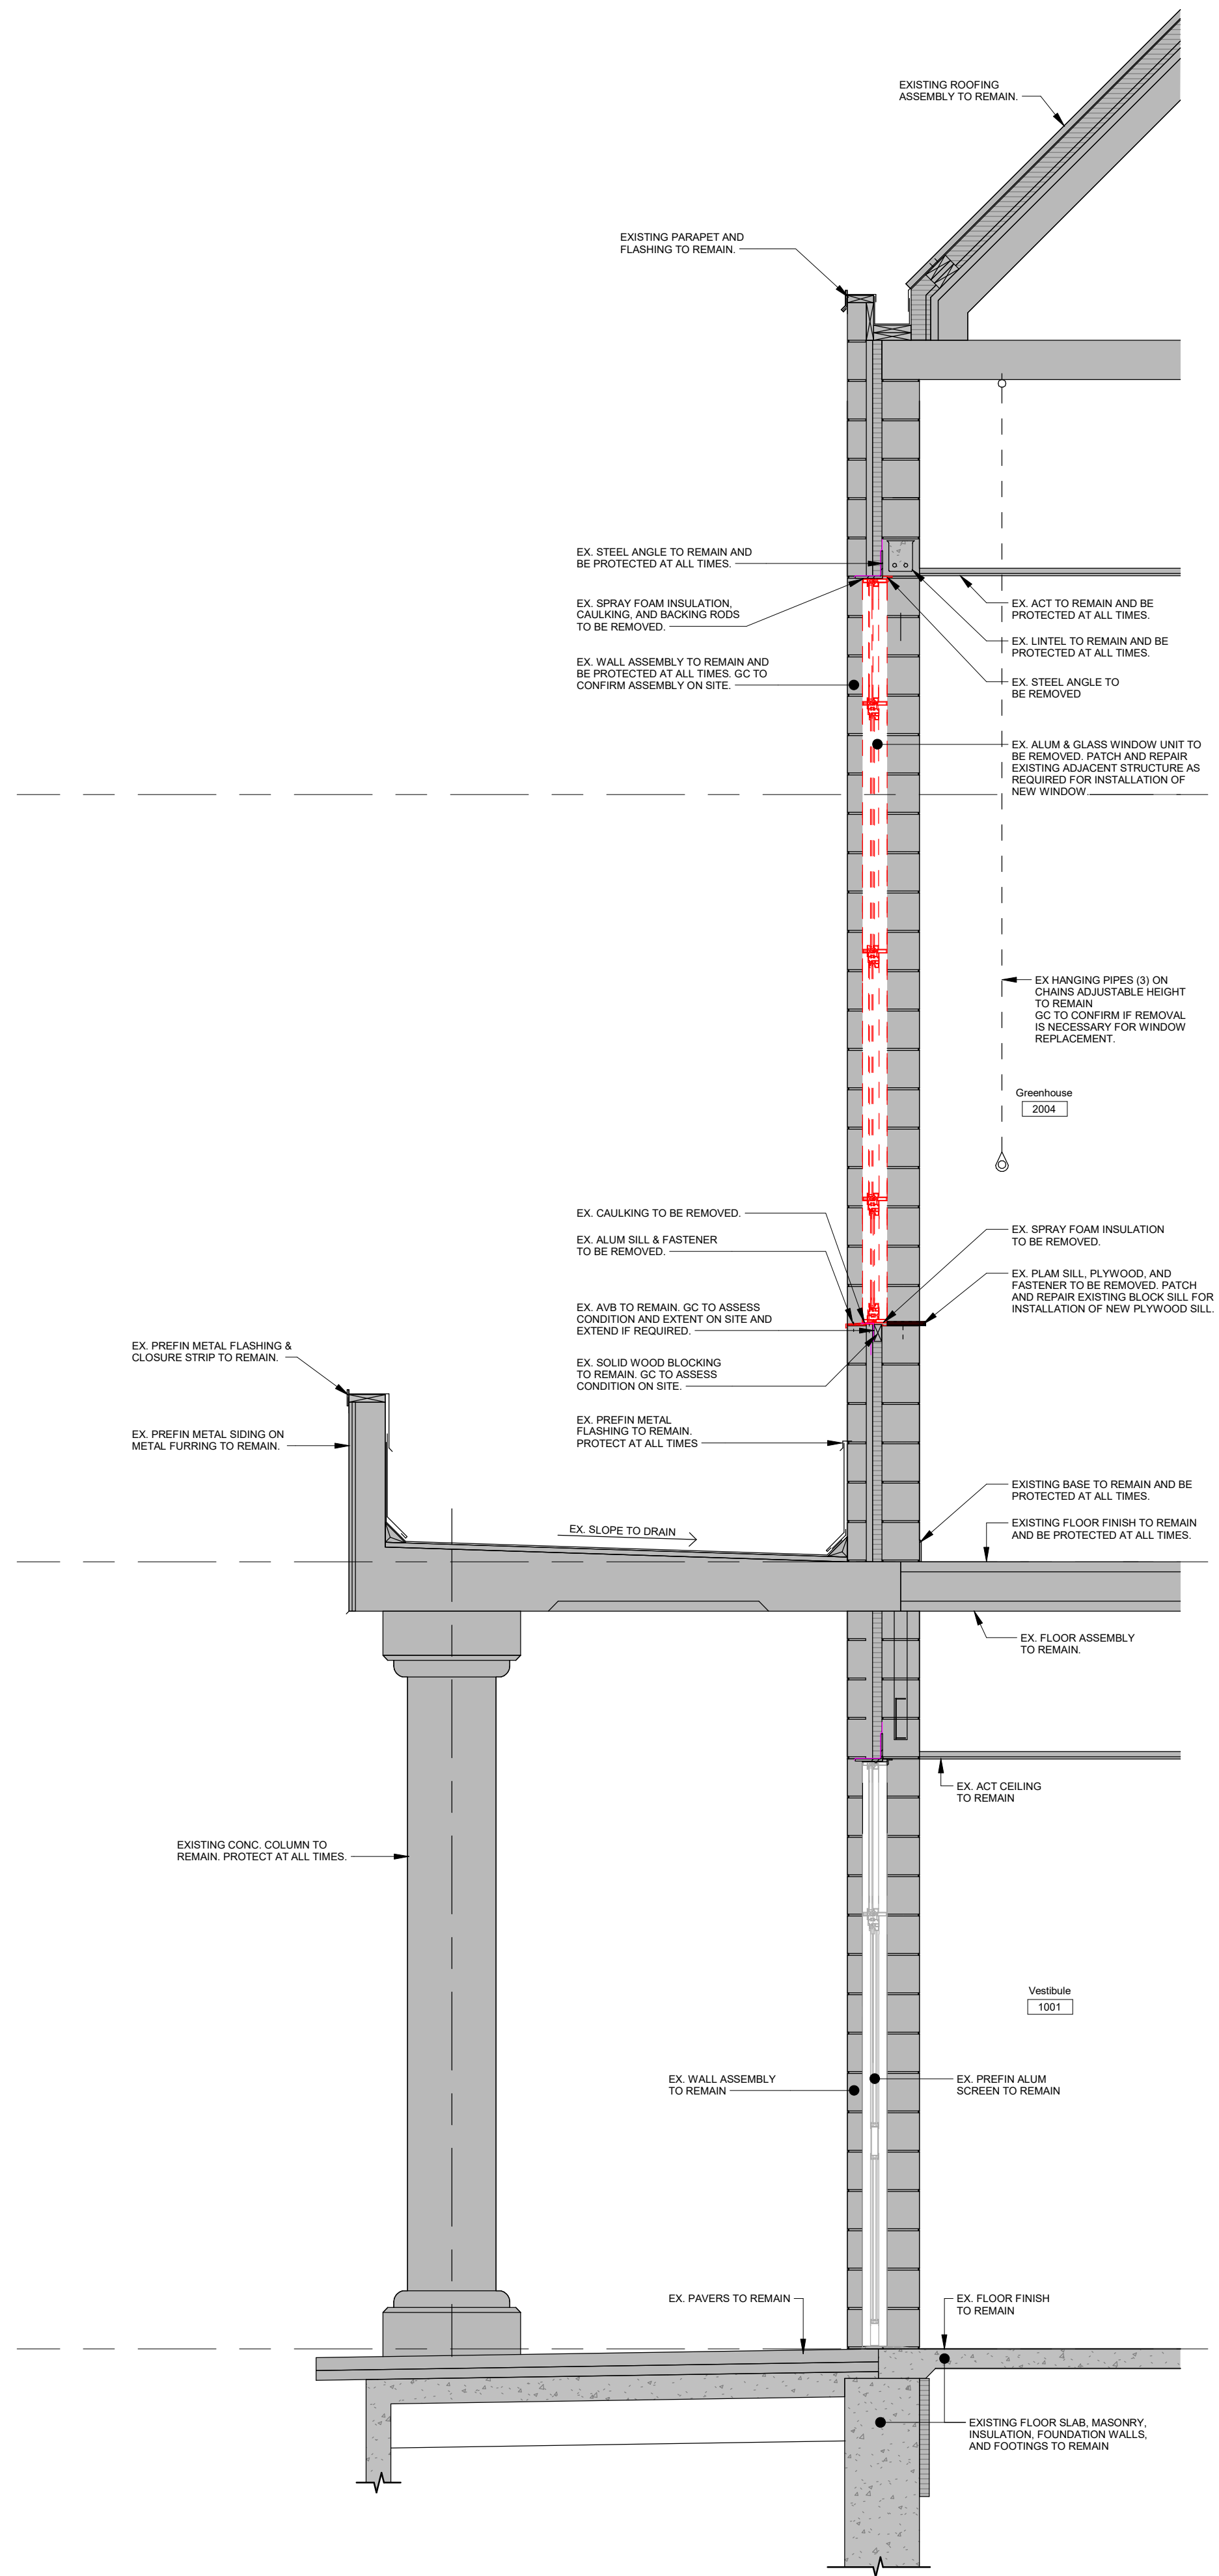 EXISTING ROOFING
ASSEMBLY TO REMAIN.
EXISTING PARAPET AND
FLASHING TO REMAIN.
EX. STEEL ANGLE TO REMAIN AND
BE PROTECTED AT ALL TIMES.
EX. SPRAY FOAM INSULATION,
CAULKING, AND BACKING RODS
TO BE REMOVED.
EX. WALL ASSEMBLY TO REMAIN AND
BE PROTECTED AT ALL TIMES. GC TO
CONFIRM ASSEMBLY ON SITE.
EX. ACT TO REMAIN AND BE
PROTECTED AT ALL TIMES.
EX. LINTEL TO REMAIN AND BE
PROTECTED AT ALL TIMES.
EX. STEEL ANGLE TO
BE REMOVED
EX. ALUM & GLASS WINDOW UNIT TO
BE REMOVED. PATCH AND REPAIR
EXISTING ADJACENT STRUCTURE AS
REQUIRED FOR INSTALLATION OF
NEW WINDOW.
EX HANGING PIPES (3) ON
CHAINS ADJUSTABLE HEIGHT
TO REMAIN
GC TO CONFIRM IF REMOVAL
IS NECESSARY FOR WINDOW
REPLACEMENT.
Greenhouse
2004
EX. CAULKING TO BE REMOVED.
EX. ALUM SILL & FASTENER
TO BE REMOVED.
EX. AVB TO REMAIN. GC TO ASSESS
CONDITION AND EXTENT ON SITE AND
EXTEND IF REQUIRED.
EX. SOLID WOOD BLOCKING
TO REMAIN. GC TO ASSESS
CONDITION ON SITE.
EX. PREFIN METAL
FLASHING TO REMAIN.
PROTECT AT ALL TIMES
EX. SPRAY FOAM INSULATION
TO BE REMOVED.
EX. PLAM SILL, PLYWOOD, AND
FASTENER TO BE REMOVED. PATCH
AND REPAIR EXISTING BLOCK SILL FOR
INSTALLATION OF NEW PLYWOOD SILL.
EX. PREFIN METAL FLASHING &
CLOSURE STRIP TO REMAIN.
EX. PREFIN METAL SIDING ON
METAL FURRING TO REMAIN.
EX. SLOPE TO DRAIN
EXISTING BASE TO REMAIN AND BE
PROTECTED AT ALL TIMES.
EXISTING FLOOR FINISH TO REMAIN
AND BE PROTECTED AT ALL TIMES.
EX. FLOOR ASSEMBLY
TO REMAIN.
EX. ACT CEILING
TO REMAIN
EXISTING CONC. COLUMN TO
REMAIN. PROTECT AT ALL TIMES.
Vestibule
1001
EX. WALL ASSEMBLY
TO REMAIN
EX. PREFIN ALUM
SCREEN TO REMAIN
EX. PAVERS TO REMAIN
EX. FLOOR FINISH
TO REMAIN
EXISTING FLOOR SLAB, MASONRY,
INSULATION, FOUNDATION WALLS,
AND FOOTINGS TO REMAIN